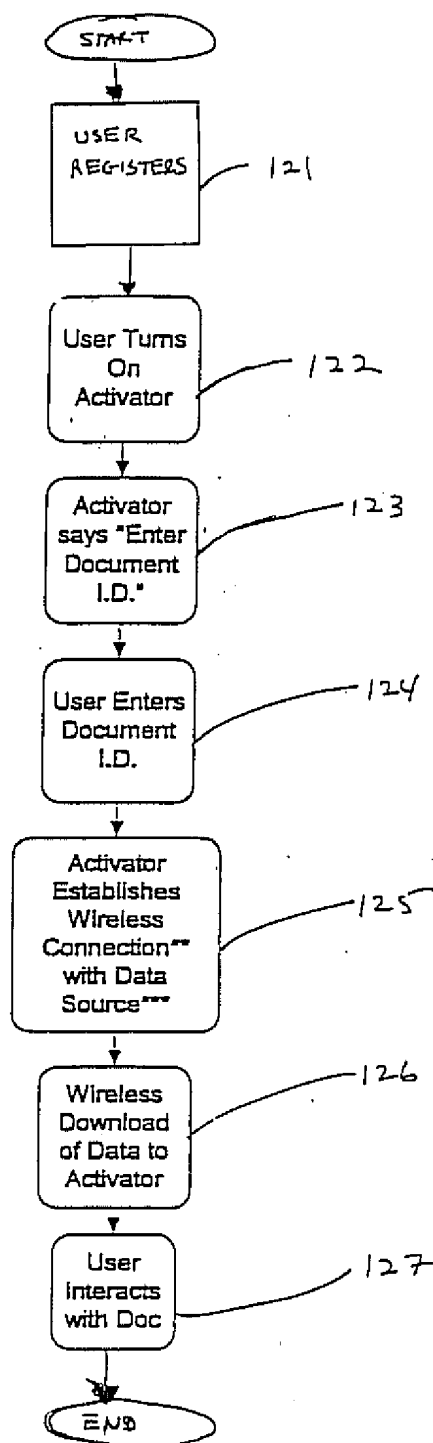 START
USER
REGISTERS
121
User Turns
On
Activator
122
Activator
says "Enter
Document
I.D."
123
User Enters
Document
I.D.
124
Activator
Establishes
Wireless
Connection**
with Data
Source***
125
Wireless
Download
of Data to
Activator
126
User
Interacts
with Doc
127
END